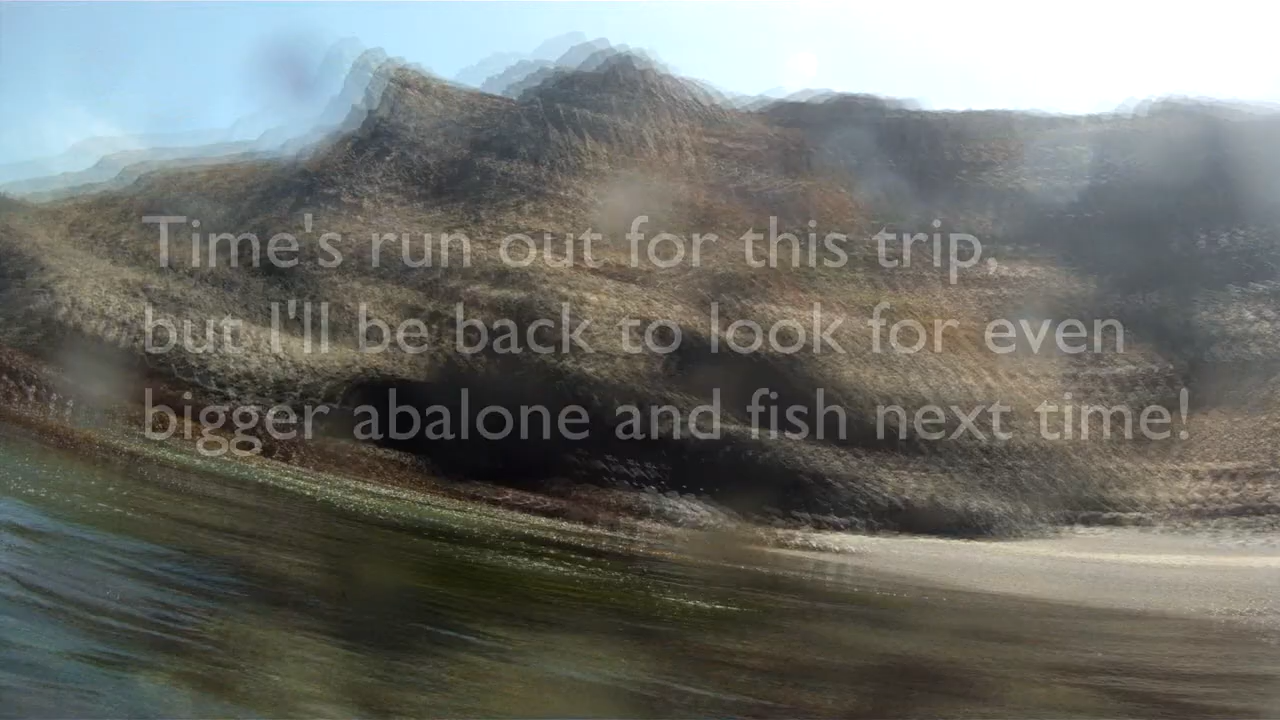 Time's run out for this trip,
but I'll be back to look for even
bigger abalone and fish next time!